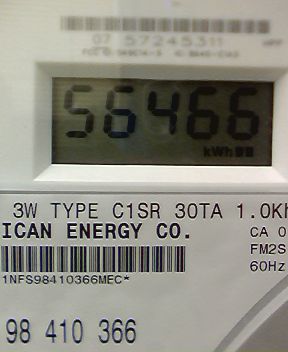 07 57245311
56466
kWh
3W TYPE C1SR 30TA 1.0Kh
ICAN ENERGY CO.
CA 0
FM2S
60Hz
1NFS98410366MEC*
98 410 366